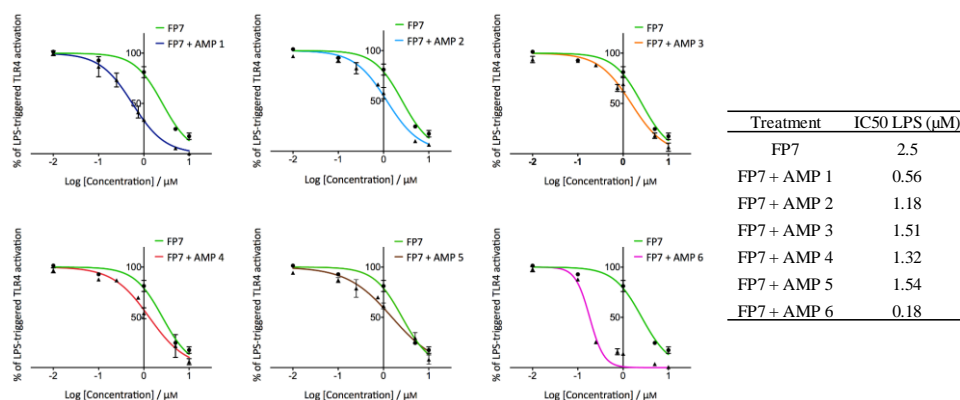 % of LPS-triggered TLR4 activation
FP7
FP7 + AMP 1
100
50
-2 -1 0 1
Log [Concentration] / µM
% of LPS-triggered TLR4 activation
FP7
FP7 + AMP 2
100
50
-2 -1 0 1
Log [Concentration] / µM
% of LPS-triggered TLR4 activation
FP7
FP7 + AMP 3
100
50
-2 -1 0 1
Log [Concentration] / µM
% of LPS-triggered TLR4 activation
FP7
FP7 + AMP 4
100
50
-2 -1 0 1
Log [Concentration] / µM
% of LPS-triggered TLR4 activation
FP7
FP7 + AMP 5
100
50
-2 -1 0 1
Log [Concentration] / µM
% of LPS-triggered TLR4 activation
FP7
FP7 + AMP 6
100
50
-2 -1 0 1
Log [Concentration] / µM
Treatment IC50 LPS (µM)
FP7 2.5
FP7 + AMP 1 0.56
FP7 + AMP 2 1.18
FP7 + AMP 3 1.51
FP7 + AMP 4 1.32
FP7 + AMP 5 1.54
FP7 + AMP 6 0.18